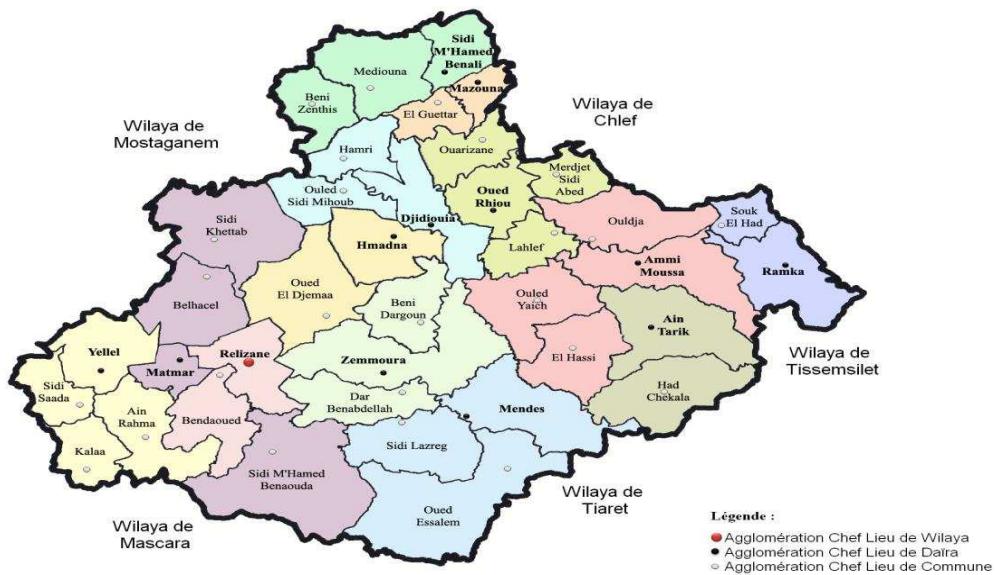 Sidi
M'Hamed
Benali
Mediouna
Mazouna
Beni
Zenthis
El Guettar
Wilaya de
Chlef
Wilaya de
Mostaganem
Hamri
Ouarizane
Merdjet
Sidi
Abed
Ouled
Sidi Mihoub
Oued
Rhiou
Djidiouia
Sidi
Khettab
Ouldja
Souk
El Had
Hmadna
Lahlef
Ammi
Moussa
Ramka
Belhacel
Oued
El Djemaa
Beni
Dargoun
Ouled
Yaich
Ain
Tarik
Yellel
Relizane
Zemmoura
El Hassi
Wilaya de
Tissemsilet
Matmar
Sidi
Saada
Dar
Benabdellah
Had
Chekala
Ain
Rahma
Bendaoued
Mendes
Kalaa
Sidi Lazreg
Sidi M'Hamed
Benaouda
Wilaya de
Tiaret
Oued
Essalem
Wilaya de
Mascara
Légende :
Agglomération Chef Lieu de Wilaya
Agglomération Chef Lieu de Daïra
Agglomération Chef Lieu de Commune